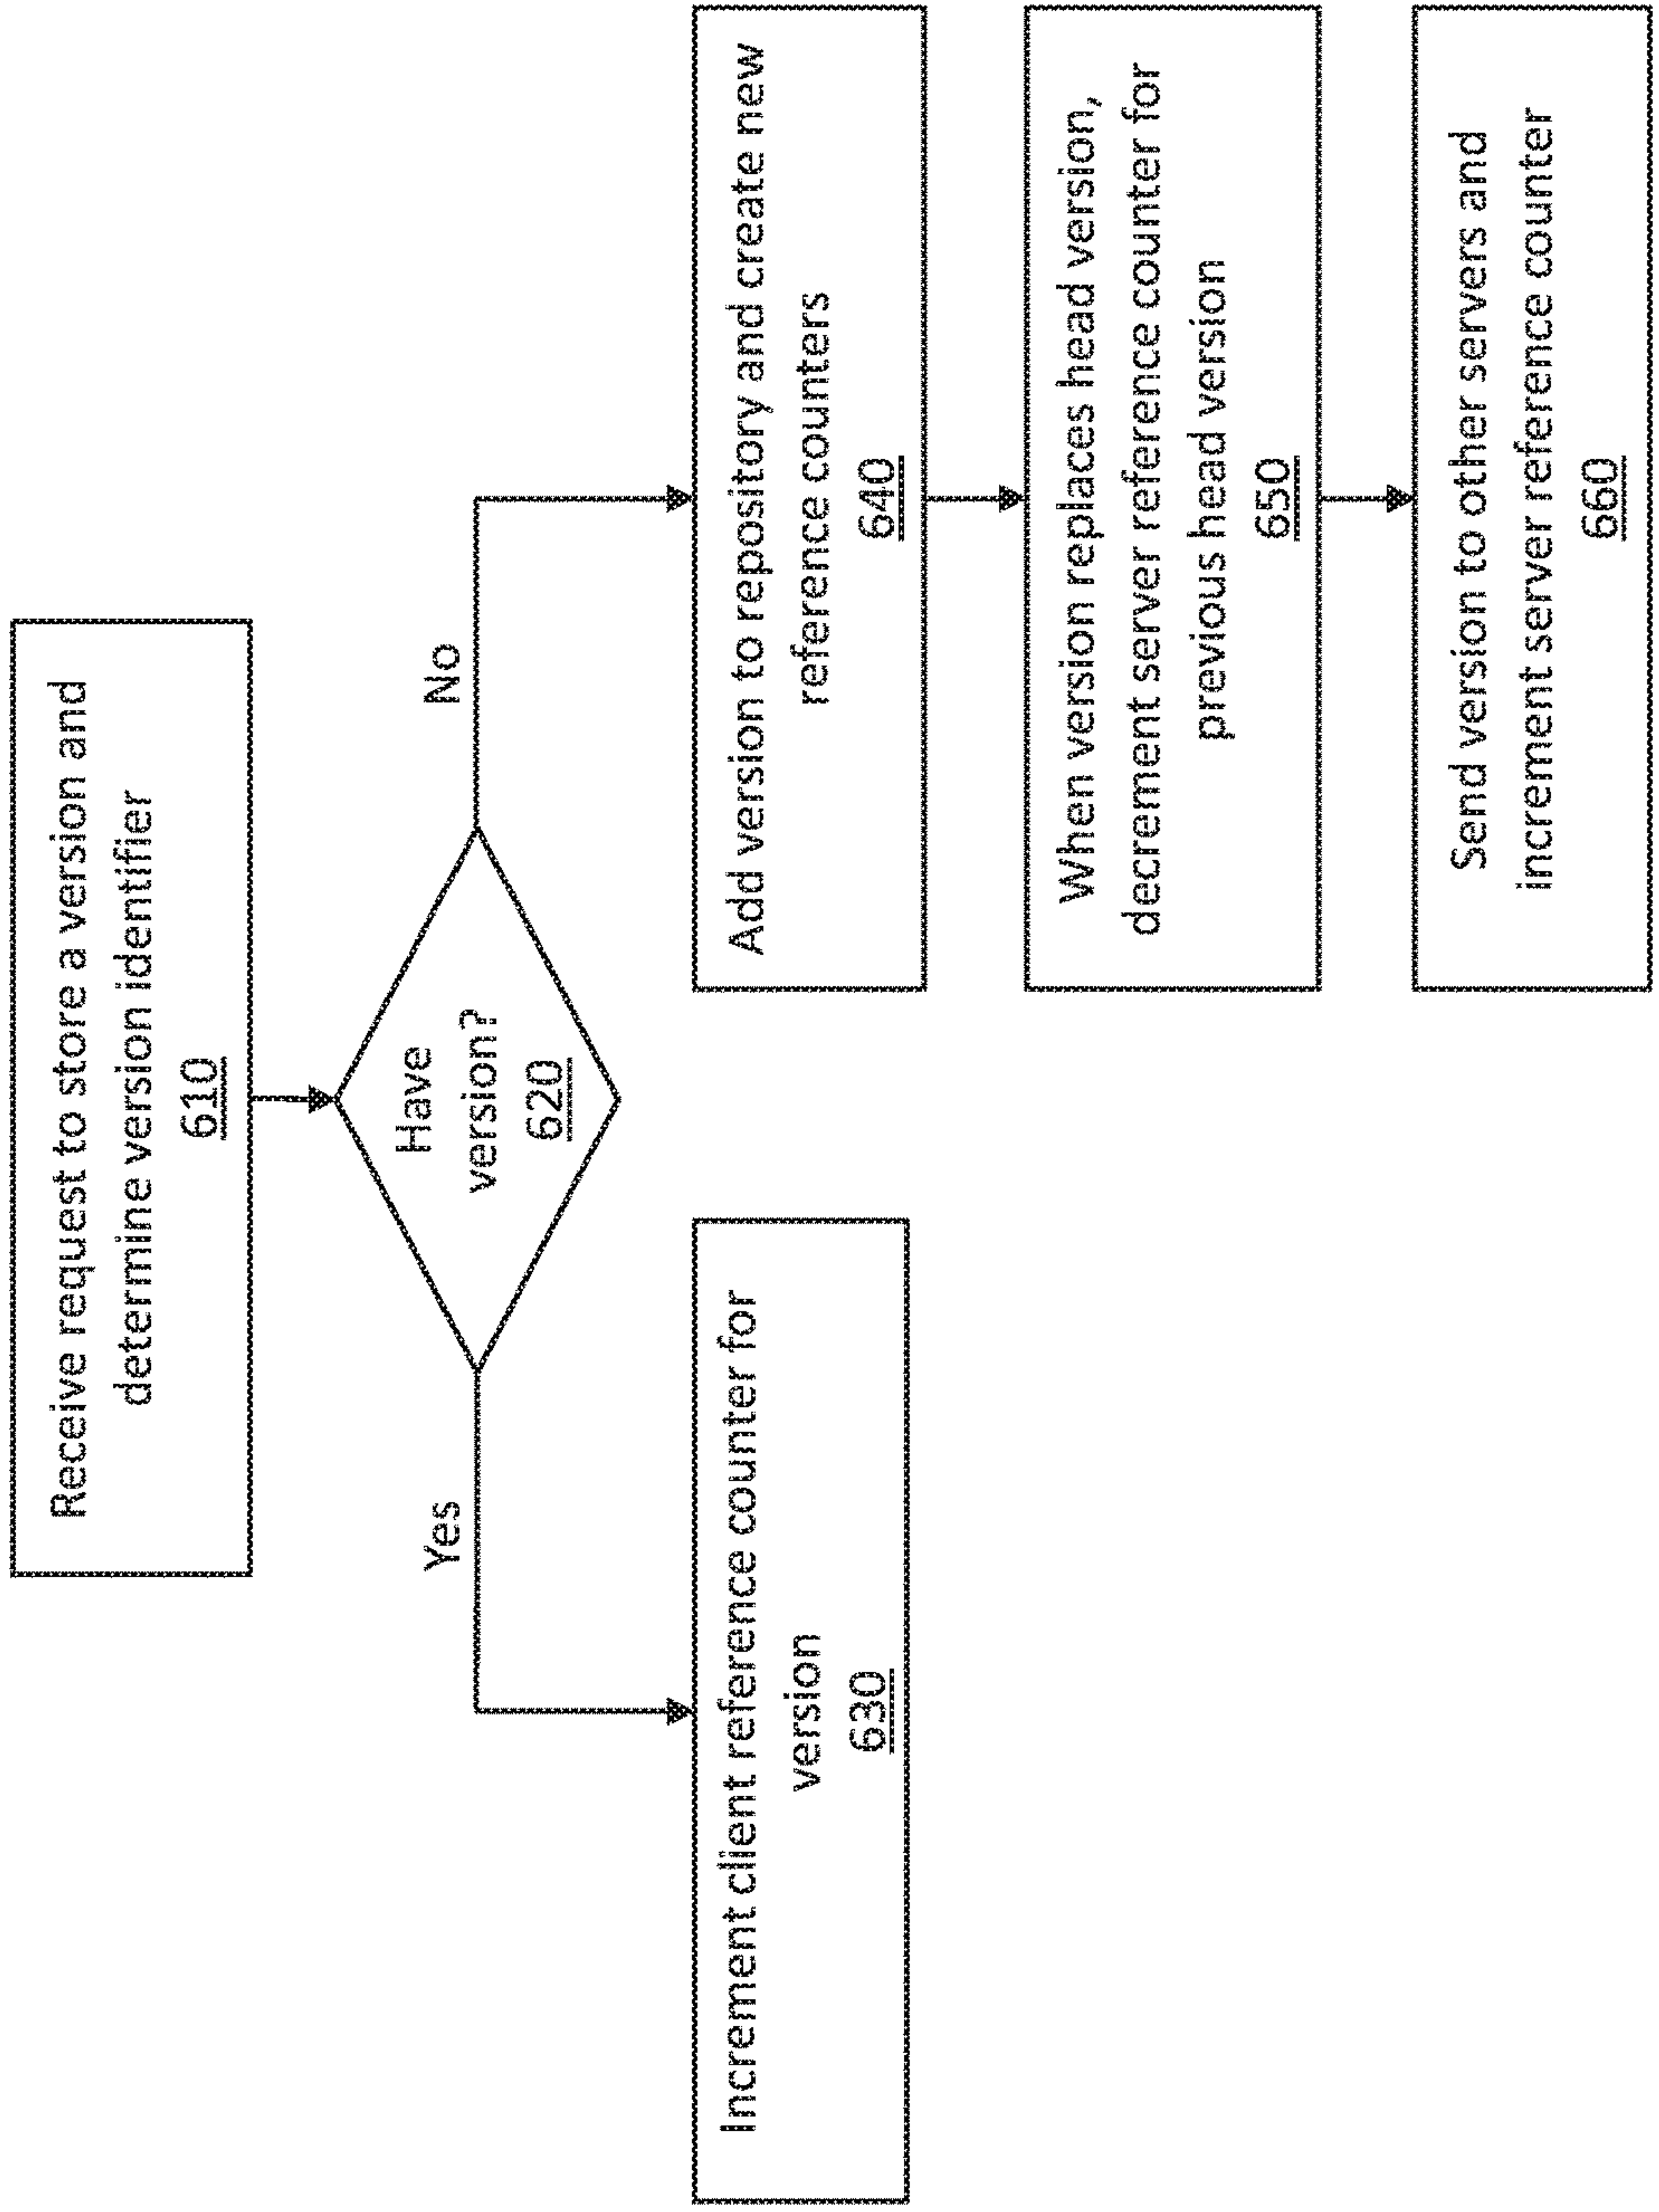 Receive request to store a version and
determine version identifier
610
Have
version?
620
Yes
No
Increment client reference counter for
version
630
Add version to repository and create new
reference counters
640
When version replaces head version,
decrement server reference counter for
previous head version
650
Send version to other servers and
increment server reference counter
660